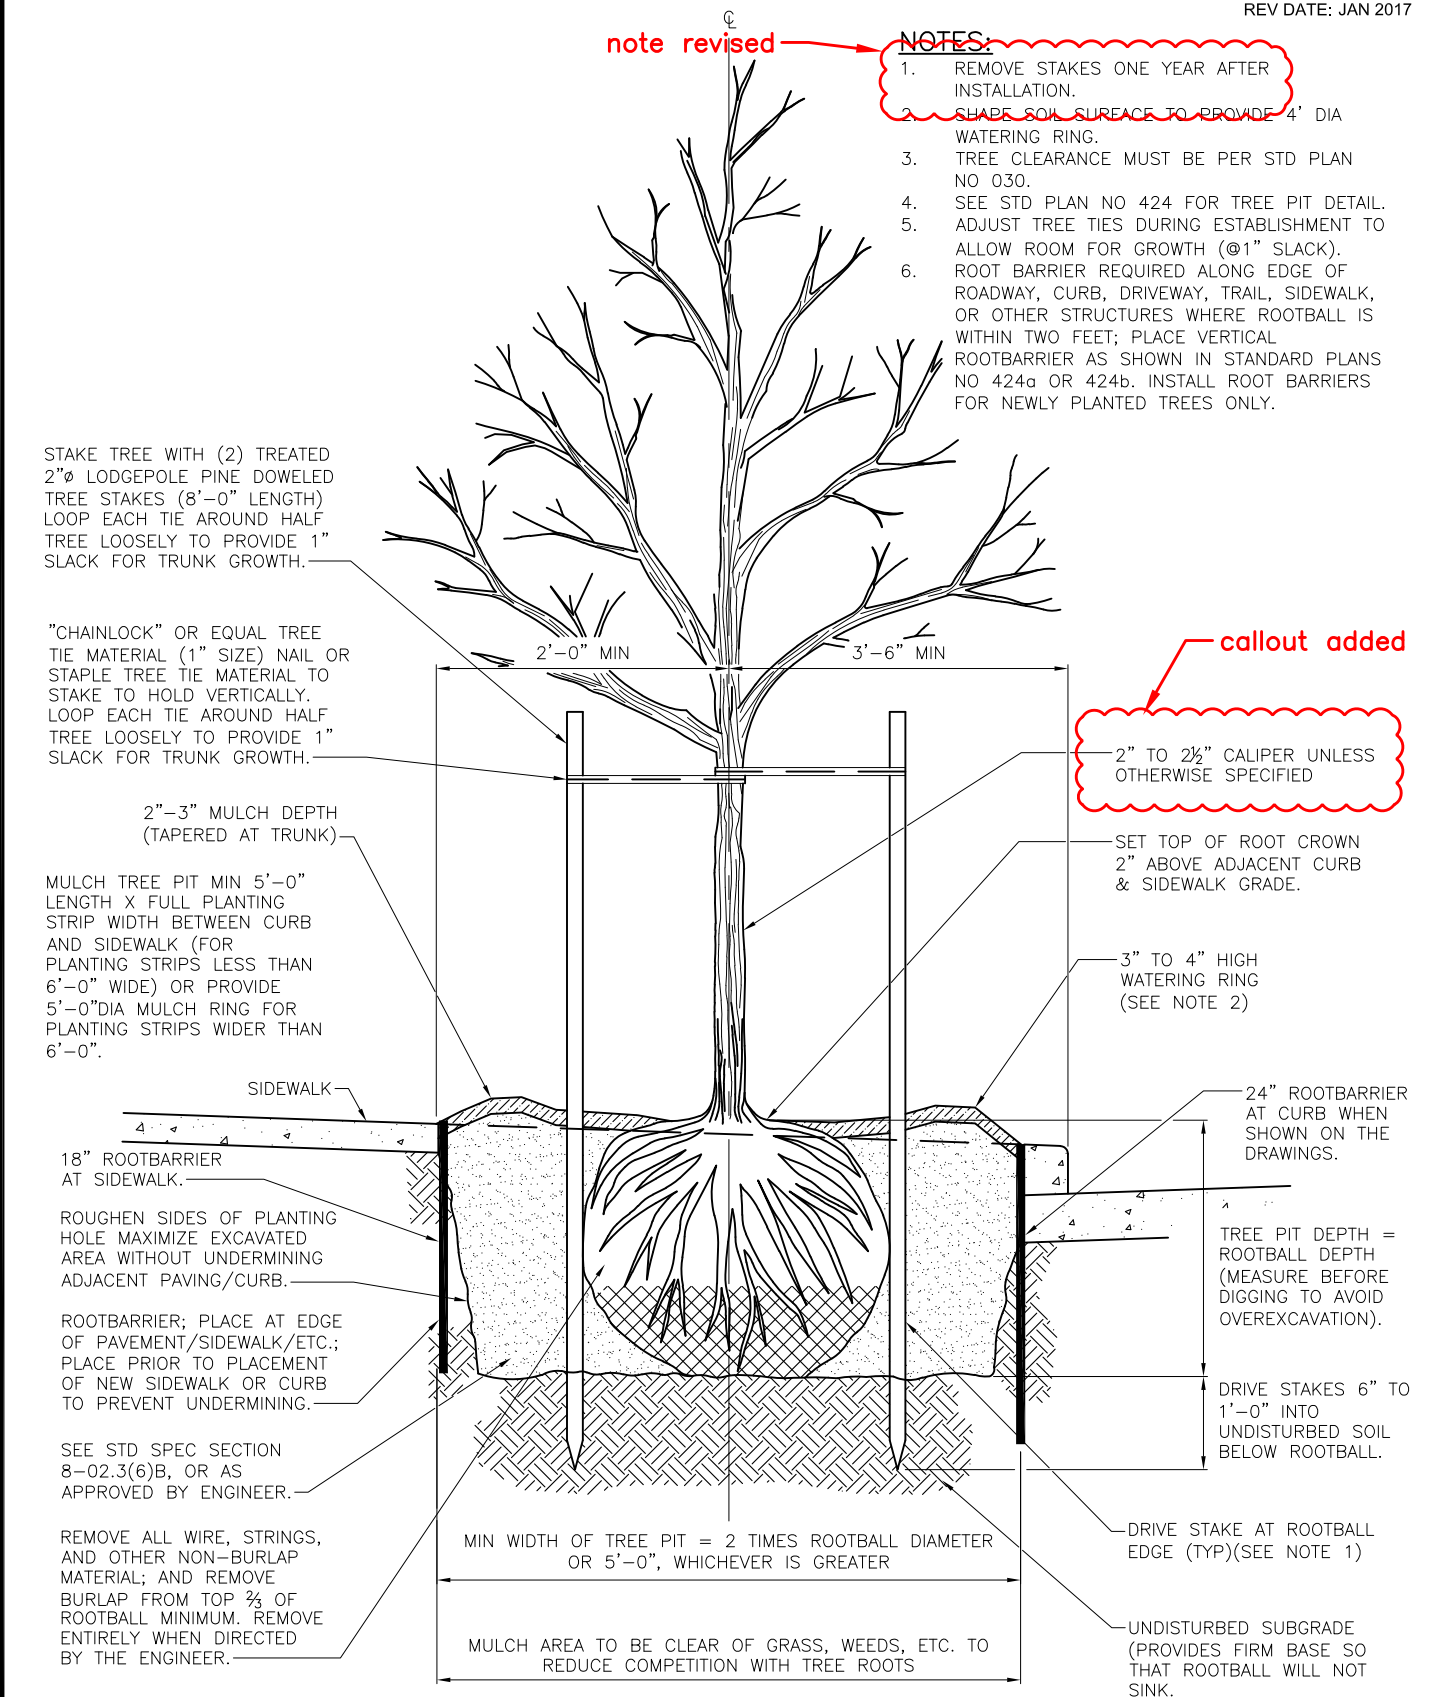 REV DATE: JAN 2017
℄
note revised
NOTES:
1. REMOVE STAKES ONE YEAR AFTER
INSTALLATION.
2. SHAPE SOIL SURFACE TO PROVIDE 4' DIA
WATERING RING.
3. TREE CLEARANCE MUST BE PER STD PLAN
NO 030.
4. SEE STD PLAN NO 424 FOR TREE PIT DETAIL.
5. ADJUST TREE TIES DURING ESTABLISHMENT TO
ALLOW ROOM FOR GROWTH (@1" SLACK).
6. ROOT BARRIER REQUIRED ALONG EDGE OF
ROADWAY, CURB, DRIVEWAY, TRAIL, SIDEWALK,
OR OTHER STRUCTURES WHERE ROOTBALL IS
WITHIN TWO FEET; PLACE VERTICAL
ROOTBARRIER AS SHOWN IN STANDARD PLANS
NO 424a OR 424b. INSTALL ROOT BARRIERS
FOR NEWLY PLANTED TREES ONLY.
STAKE TREE WITH (2) TREATED
2"ø LODGEPOLE PINE DOWELED
TREE STAKES (8'-0" LENGTH)
LOOP EACH TIE AROUND HALF
TREE LOOSELY TO PROVIDE 1"
SLACK FOR TRUNK GROWTH.
"CHAINLOCK" OR EQUAL TREE
TIE MATERIAL (1" SIZE) NAIL OR
STAPLE TREE TIE MATERIAL TO
STAKE TO HOLD VERTICALLY.
LOOP EACH TIE AROUND HALF
TREE LOOSELY TO PROVIDE 1"
SLACK FOR TRUNK GROWTH.
2'-0" MIN
3'-6" MIN
callout added
2" TO 2½" CALIPER UNLESS
OTHERWISE SPECIFIED
2"-3" MULCH DEPTH
(TAPERED AT TRUNK)
SET TOP OF ROOT CROWN
2" ABOVE ADJACENT CURB
& SIDEWALK GRADE.
MULCH TREE PIT MIN 5'-0"
LENGTH X FULL PLANTING
STRIP WIDTH BETWEEN CURB
AND SIDEWALK (FOR
PLANTING STRIPS LESS THAN
6'-0" WIDE) OR PROVIDE
5'-0"DIA MULCH RING FOR
PLANTING STRIPS WIDER THAN
6'-0".
3" TO 4" HIGH
WATERING RING
(SEE NOTE 2)
SIDEWALK
24" ROOTBARRIER
AT CURB WHEN
SHOWN ON THE
DRAWINGS.
18" ROOTBARRIER
AT SIDEWALK.
ROUGHEN SIDES OF PLANTING
HOLE MAXIMIZE EXCAVATED
AREA WITHOUT UNDERMINING
ADJACENT PAVING/CURB.
TREE PIT DEPTH =
ROOTBALL DEPTH
(MEASURE BEFORE
DIGGING TO AVOID
OVEREXCAVATION).
ROOTBARRIER; PLACE AT EDGE
OF PAVEMENT/SIDEWALK/ETC.;
PLACE PRIOR TO PLACEMENT
OF NEW SIDEWALK OR CURB
TO PREVENT UNDERMINING.
DRIVE STAKES 6" TO
1'-0" INTO
UNDISTURBED SOIL
BELOW ROOTBALL.
SEE STD SPEC SECTION
8-02.3(6)B, OR AS
APPROVED BY ENGINEER.
REMOVE ALL WIRE, STRINGS,
AND OTHER NON-BURLAP
MATERIAL; AND REMOVE
BURLAP FROM TOP ⅔ OF
ROOTBALL MINIMUM. REMOVE
ENTIRELY WHEN DIRECTED
BY THE ENGINEER.
MIN WIDTH OF TREE PIT = 2 TIMES ROOTBALL DIAMETER
OR 5'-0", WHICHEVER IS GREATER
DRIVE STAKE AT ROOTBALL
EDGE (TYP)(SEE NOTE 1)
MULCH AREA TO BE CLEAR OF GRASS, WEEDS, ETC. TO
REDUCE COMPETITION WITH TREE ROOTS
UNDISTURBED SUBGRADE
(PROVIDES FIRM BASE SO
THAT ROOTBALL WILL NOT
SINK.